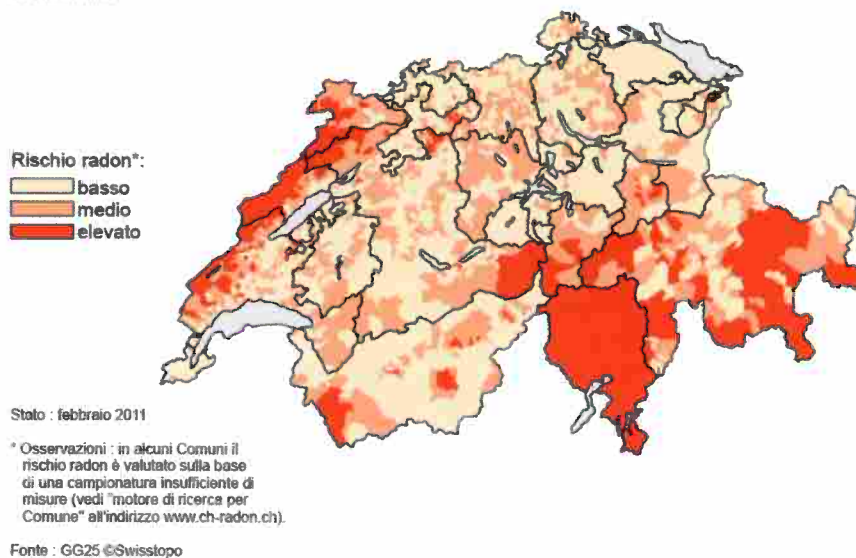 Rischio radon*:
basso
medio
elevato
Stato : febbraio 2011
* Osservazioni : in alcuni Comuni il
rischio radon è valutato sulla base
di una campionatura insufficiente di
misure (vedi "motore di ricerca per
Comune" all'indirizzo www.ch-radon.ch).
Fonte : GG25 ©Swisstopo